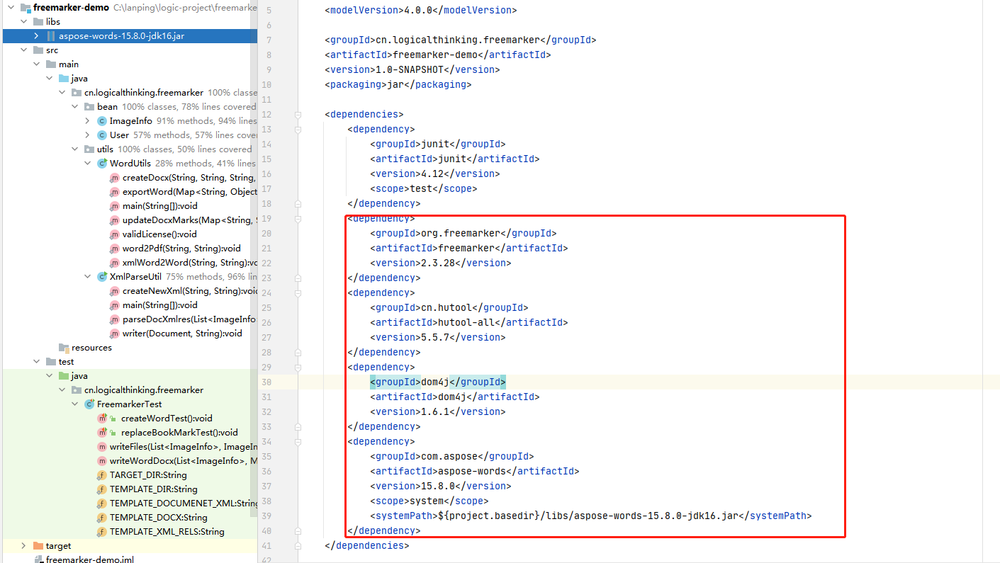 freemarker-demo C:\lanping\logic-project\freemarker
libs
aspose-words-15.8.0-jdk16.jar
src
main
java
cn.logicalthinking.freemarker 100% classe
bean 100% classes, 78% lines covered
ImageInfo 91% methods, 94% lines
User 57% methods, 57% lines cove
utils 100% classes, 50% lines covered
WordUtils 28% methods, 41% lines
createDocx(String, String, String,
exportWord(Map<String, Object
main(String[]):void
updateDocxMarks(Map<String, S
validLicense():void
word2Pdf(String, String):void
xmlWord2Word(String, String):vo
XmlParseUtil 75% methods, 96% lin
createNewXml(String, String):voi
main(String[]):void
parseDocXmlres(List<ImageInfo
writer(Document, String):void
resources
test
java
cn.logicalthinking.freemarker
FreemarkerTest
createWordTest():void
replaceBookMarkTest():void
writeFiles(List<ImageInfo>, ImageIn
writeWordDocx(List<ImageInfo>, M
TARGET_DIR:String
TEMPLATE_DIR:String
TEMPLATE_DOCUMENET_XML:String
TEMPLATE_DOCX:String
TEMPLATE_XML_RELS:String
target
freemarker-demo.iml
5 <modelVersion>4.0.0</modelVersion>
6
7 <groupId>cn.logicalthinking.freemarker</groupId>
8 <artifactId>freemarker-demo</artifactId>
9 <version>1.0-SNAPSHOT</version>
10 <packaging>jar</packaging>
11
12 <dependencies>
13 <dependency>
14 <groupId>junit</groupId>
15 <artifactId>junit</artifactId>
16 <version>4.12</version>
17 <scope>test</scope>
18 </dependency>
19 <dependency>
20 <groupId>org.freemarker</groupId>
21 <artifactId>freemarker</artifactId>
22 <version>2.3.28</version>
23 </dependency>
24 <dependency>
25 <groupId>cn.hutool</groupId>
26 <artifactId>hutool-all</artifactId>
27 <version>5.5.7</version>
28 </dependency>
29 <dependency>
30 <groupId>dom4j</groupId>
31 <artifactId>dom4j</artifactId>
32 <version>1.6.1</version>
33 </dependency>
34 <dependency>
35 <groupId>com.aspose</groupId>
36 <artifactId>aspose-words</artifactId>
37 <version>15.8.0</version>
38 <scope>system</scope>
39 <systemPath>${project.basedir}/libs/aspose-words-15.8.0-jdk16.jar</systemPath>
40 </dependency>
41 </dependencies>
42